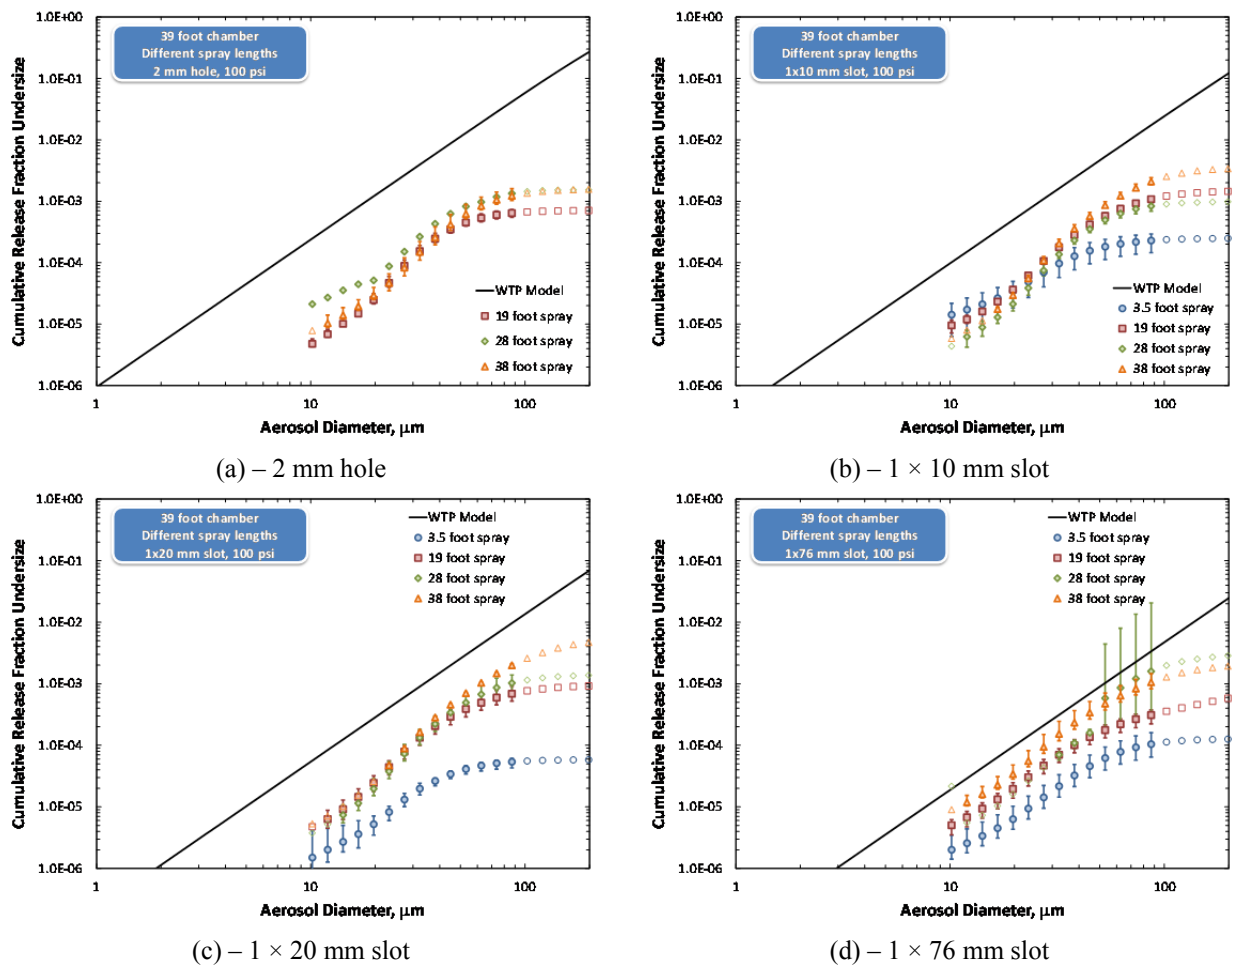 39 foot chamber
Different spray lengths
2 mm hole, 100 psi
Cumulative Release Fraction Undersize
1.0E+00
1.0E-01
1.0E-02
1.0E-03
1.0E-04
1.0E-05
1.0E-06
WTP Model
19 foot spray
28 foot spray
38 foot spray
1
10
100
Aerosol Diameter, µm
(a) – 2 mm hole
39 foot chamber
Different spray lengths
1x10 mm slot, 100 psi
Cumulative Release Fraction Undersize
1.0E+00
1.0E-01
1.0E-02
1.0E-03
1.0E-04
1.0E-05
1.0E-06
WTP Model
3.5 foot spray
19 foot spray
28 foot spray
38 foot spray
1
10
100
Aerosol Diameter, µm
(b) – 1 × 10 mm slot
39 foot chamber
Different spray lengths
1x20 mm slot, 100 psi
Cumulative Release Fraction Undersize
1.0E+00
1.0E-01
1.0E-02
1.0E-03
1.0E-04
1.0E-05
1.0E-06
WTP Model
3.5 foot spray
19 foot spray
28 foot spray
38 foot spray
1
10
100
Aerosol Diameter, µm
(c) – 1 × 20 mm slot
39 foot chamber
Different spray lengths
1x76 mm slot, 100 psi
Cumulative Release Fraction Undersize
1.0E+00
1.0E-01
1.0E-02
1.0E-03
1.0E-04
1.0E-05
1.0E-06
WTP Model
3.5 foot spray
19 foot spray
28 foot spray
38 foot spray
1
10
100
Aerosol Diameter, µm
(d) – 1 × 76 mm slot